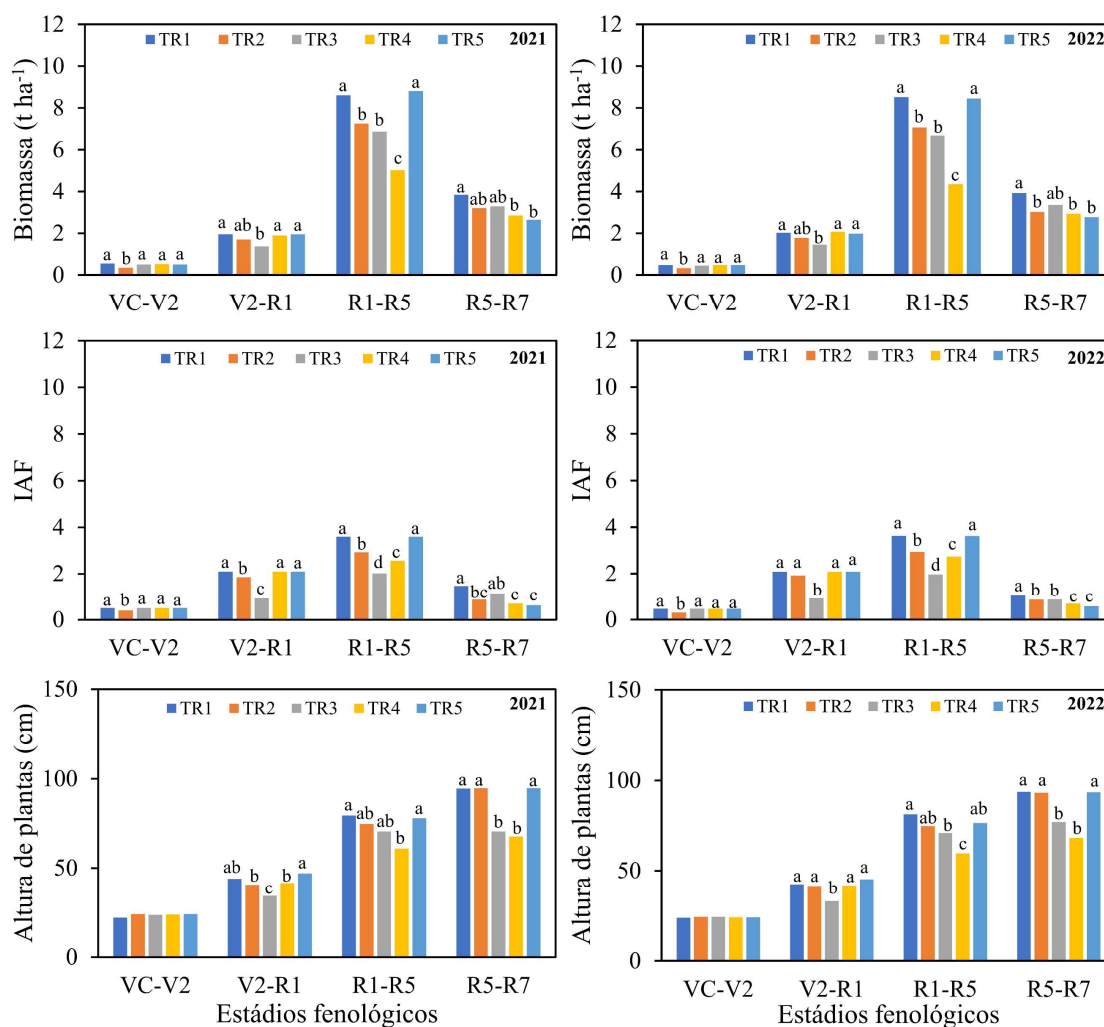 TR1 TR2 TR3 TR4 TR5 2021
Biomassa (t ha⁻¹)
12
10
8
6
4
2
0
a b a a a
a ab b a a
a b b c a
a ab ab b b
VC-V2 V2-R1 R1-R5 R5-R7
TR1 TR2 TR3 TR4 TR5 2022
Biomassa (t ha⁻¹)
12
10
8
6
4
2
0
a b a a a
a ab b a a
a b b c a
a b ab b b
VC-V2 V2-R1 R1-R5 R5-R7
TR1 TR2 TR3 TR4 TR5 2021
IAF
12
10
8
6
4
2
0
a b a a a
a b c a a
a b d c a
a bc ab c c
VC-V2 V2-R1 R1-R5 R5-R7
TR1 TR2 TR3 TR4 TR5 2022
IAF
12
10
8
6
4
2
0
a b a a a
a a b a a
a b d c a
a b b c c
VC-V2 V2-R1 R1-R5 R5-R7
TR1 TR2 TR3 TR4 TR5 2021
Altura de plantas (cm)
150
100
50
0
ab b c b a
a ab ab b a
a a b b a
VC-V2 V2-R1 R1-R5 R5-R7
Estádios fenológicos
TR1 TR2 TR3 TR4 TR5 2022
Altura de plantas (cm)
150
100
50
0
a a b a a
a ab b c ab
a a b b a
VC-V2 V2-R1 R1-R5 R5-R7
Estádios fenológicos